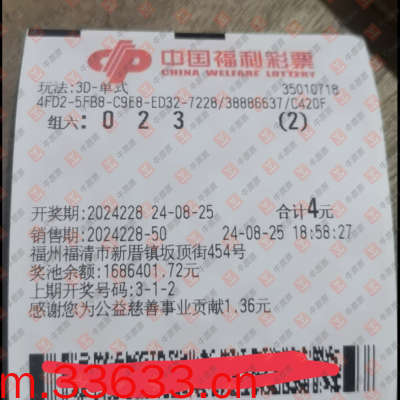 中国福利彩票
CHINA WELFARE LOTTERY
玩法:3D-单式 35010718
4FD2-5FB8-C9E8-ED32-7228/38886637/C420F
组六: 0 2 3 (2)
开奖期:2024228 24-08-25 合计4元
销售期:2024228-50 24-08-25 18:58:27
福州福清市新厝镇坂顶街454号
奖池余额:1686401.72元
上期开奖号码:3-1-2
感谢您为公益慈善事业贡献1.36元
m.33633.cn